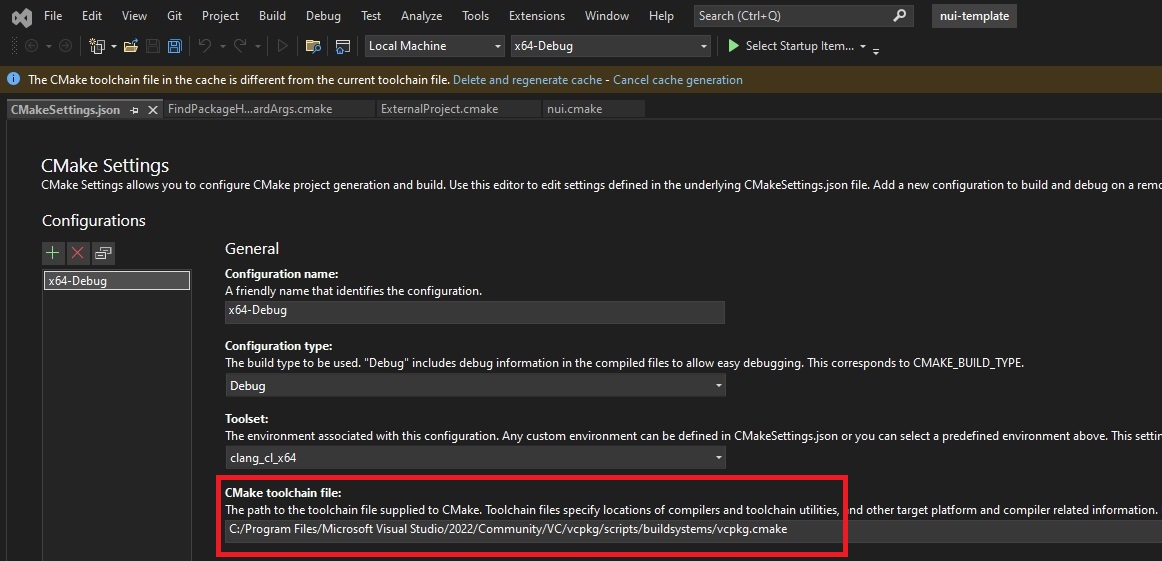 File Edit View Git Project Build Debug Test Analyze Tools Extensions Window Help Search (Ctrl+Q) nui-template
Local Machine x64-Debug Select Startup Item...
The CMake toolchain file in the cache is different from the current toolchain file. Delete and regenerate cache - Cancel cache generation
CMakeSettings.json FindPackageH...ardArgs.cmake ExternalProject.cmake nui.cmake
CMake Settings
CMake Settings allows you to configure CMake project generation and build. Use this editor to edit settings defined in the underlying CMakeSettings.json file. Add a new configuration to build and debug on a remo
Configurations
General
Configuration name:
x64-Debug
A friendly name that identifies the configuration.
x64-Debug
Configuration type:
The build type to be used. "Debug" includes debug information in the compiled files to allow easy debugging. This corresponds to CMAKE_BUILD_TYPE.
Debug
Toolset:
The environment associated with this configuration. Any custom environment can be defined in CMakeSettings.json or you can select a predefined environment above. This settin
clang_cl_x64
CMake toolchain file:
The path to the toolchain file supplied to CMake. Toolchain files specify locations of compilers and toolchain utilities, and other target platform and compiler related information.
C:/Program Files/Microsoft Visual Studio/2022/Community/VC/vcpkg/scripts/buildsystems/vcpkg.cmake